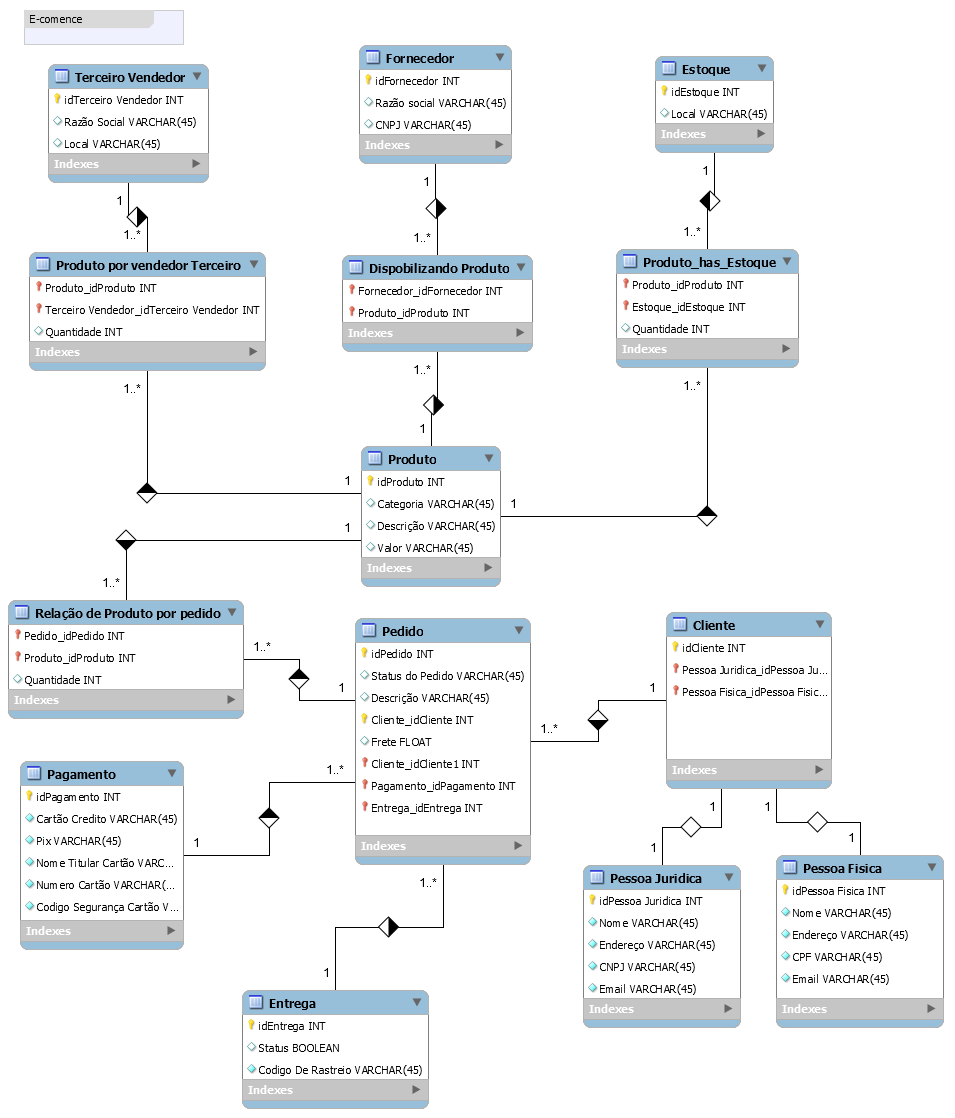 E-comence
Terceiro Vendedor
idTerceiro Vendedor INT
Razão Social VARCHAR(45)
Local VARCHAR(45)
Indexes
Fornecedor
idFornecedor INT
Razão social VARCHAR(45)
CNPJ VARCHAR(45)
Indexes
Estoque
idEstoque INT
Local VARCHAR(45)
Indexes
1
1..*
1
1..*
1
1..*
Produto por vendedor Terceiro
Produto_idProduto INT
Terceiro Vendedor_idTerceiro Vendedor INT
Quantidade INT
Indexes
Dispobilizando Produto
Fornecedor_idFornecedor INT
Produto_idProduto INT
Indexes
Produto_has_Estoque
Produto_idProduto INT
Estoque_idEstoque INT
Quantidade INT
Indexes
1..*
1
1..*
1
1..*
1
Produto
idProduto INT
Categoria VARCHAR(45)
Descrição VARCHAR(45)
Valor VARCHAR(45)
Indexes
1
1..*
Relação de Produto por pedido
Pedido_idPedido INT
Produto_idProduto INT
Quantidade INT
Indexes
1..*
1
Pedido
idPedido INT
Status do Pedido VARCHAR(45)
Descrição VARCHAR(45)
Cliente_idCliente INT
Frete FLOAT
Cliente_idCliente1 INT
Pagamento_idPagamento INT
Entrega_idEntrega INT
Indexes
1
1..*
Cliente
idCliente INT
Pessoa Juridica_idPessoa Ju...
Pessoa Fisica_idPessoa Fisic...
Indexes
Pagamento
idPagamento INT
Cartão Credito VARCHAR(45)
Pix VARCHAR(45)
Nome Titular Cartão VARC...
Numero Cartão VARCHAR(...
Codigo Segurança Cartão V...
Indexes
1..*
1
1
1
1
1
Pessoa Juridica
idPessoa Juridica INT
Nome VARCHAR(45)
Endereço VARCHAR(45)
CNPJ VARCHAR(45)
Email VARCHAR(45)
Indexes
Pessoa Fisica
idPessoa Fisica INT
Nome VARCHAR(45)
Endereço VARCHAR(45)
CPF VARCHAR(45)
Email VARCHAR(45)
Indexes
1..*
1
Entrega
idEntrega INT
Status BOOLEAN
Codigo De Rastreio VARCHAR(45)
Indexes